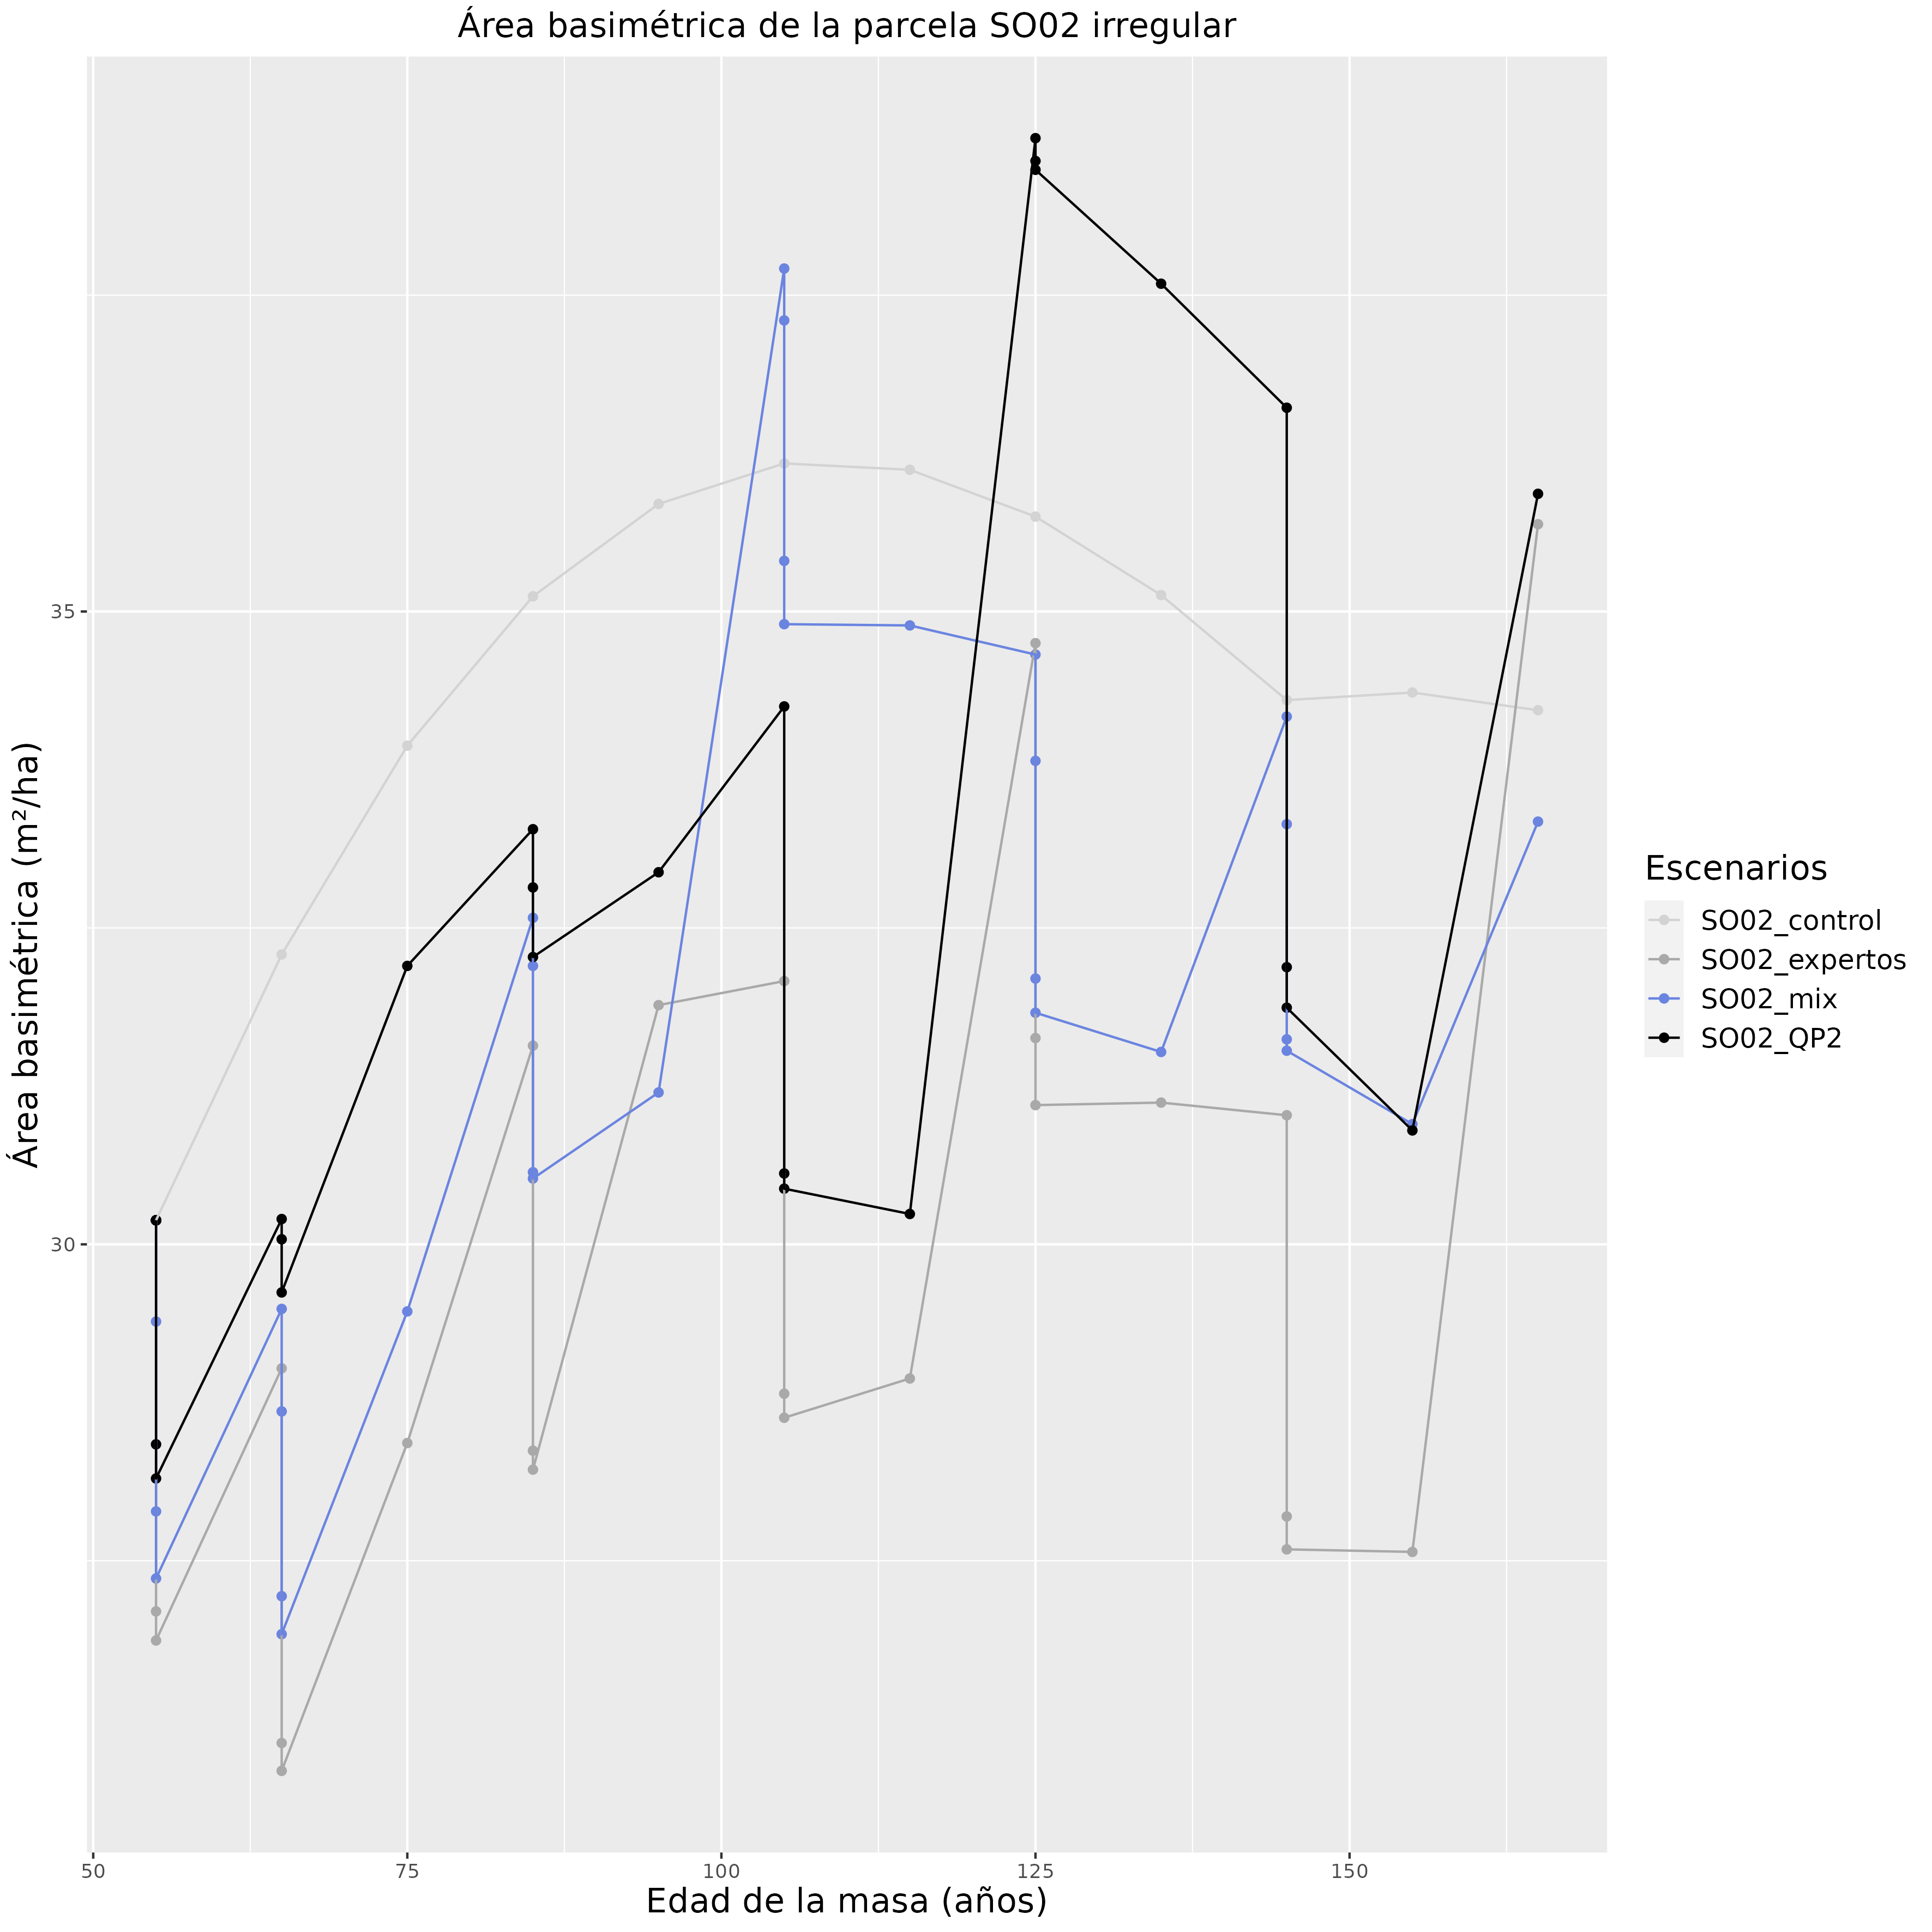 Área basimétrica de la parcela SO02 irregular
Área basimétrica (m²/ha)
35
30
50
75
100
125
150
Edad de la masa (años)
Escenarios
SO02_control
SO02_expertos
SO02_mix
SO02_QP2